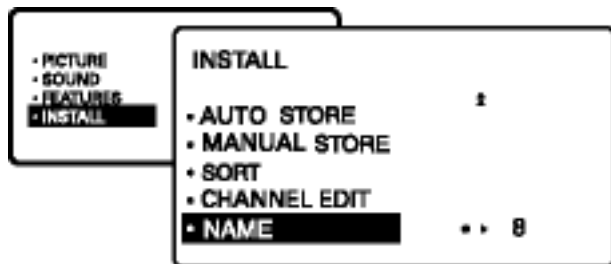 • PICTURE
• SOUND
• FEATURES
• INSTALL
INSTALL
• AUTO STORE
• MANUAL STORE
• SORT
• CHANNEL EDIT
• NAME 8